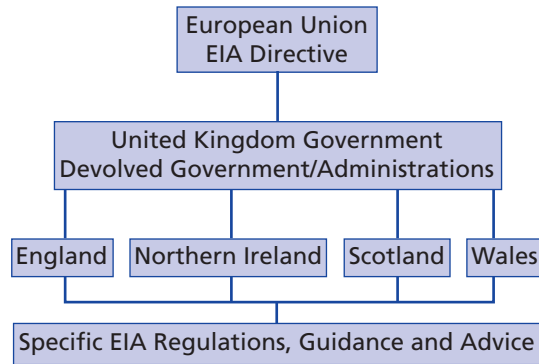 European Union
EIA Directive
United Kingdom Government
Devolved Government/Administrations
England
Northern Ireland
Scotland
Wales
Specific EIA Regulations, Guidance and Advice